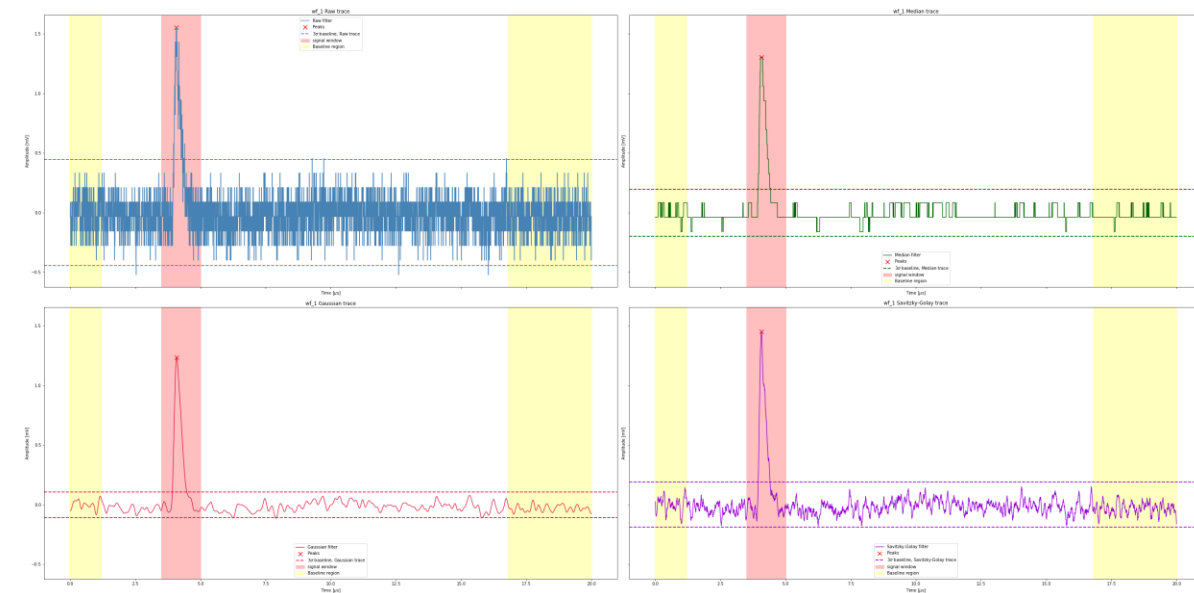 wf_1 Raw trace
Amplitude [mV]
1.5
1.0
0.5
0.0
−0.5
Raw filter
Peaks
3σ-baseline, Raw trace
signal window
Baseline region
Time [μs]
wf_1 Median trace
Amplitude [mV]
Median filter
Peaks
3σ-baseline, Median trace
signal window
Baseline region
Time [μs]
wf_1 Gaussian trace
Amplitude [mV]
1.5
1.0
0.5
0.0
−0.5
Gaussian filter
Peaks
3σ-baseline, Gaussian trace
signal window
Baseline region
0.0 2.5 5.0 7.5 10.0 12.5 15.0 17.5 20.0
Time [μs]
wf_1 Savitzky-Golay trace
Amplitude [mV]
Savitzky-Golay filter
Peaks
3σ-baseline, Savitzky-Golay trace
signal window
Baseline region
0.0 2.5 5.0 7.5 10.0 12.5 15.0 17.5 20.0
Time [μs]